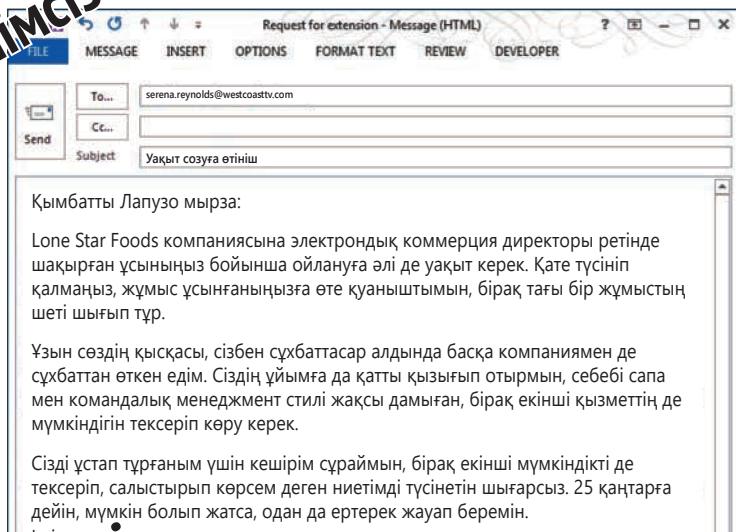 ИМСІЗ
Request for extension - Message (HTML)
FILE MESSAGE INSERT OPTIONS FORMAT TEXT REVIEW DEVELOPER
To... serena.reynolds@westcoasttv.com
Cc...
Send
Subject Уақыт созуға өтініш
Қымбатты Лапузо мырза:
Lone Star Foods компаниясына электрондық коммерция директоры ретінде
шақырған ұсыныңыз бойынша ойлануға әлі де уақыт керек. Қате түсініп
қалмаңыз, жұмыс ұсынғаныңызға өте қуаныштымын, бірақ тағы бір жұмыстың
шеті шығып тұр.
Ұзын сөздің қысқасы, сізбен сұхбаттасар алдында басқа компаниямен де
сұхбаттан өткен едім. Сіздің ұйымға да қатты қызығып отырмын, себебі сапа
мен командалық менеджмент стилі жақсы дамыған, бірақ екінші қызметтің де
мүмкіндігін тексеріп көру керек.
Сізді ұстап тұрғаным үшін кешірім сұраймын, бірақ екінші мүмкіндікті де
тексеріп, салыстырып көрсем деген ниетімді түсінетін шығарсыз. 25 қаңтарға
дейін, мүмкін болып жатса, одан да ертерек жауап беремін.